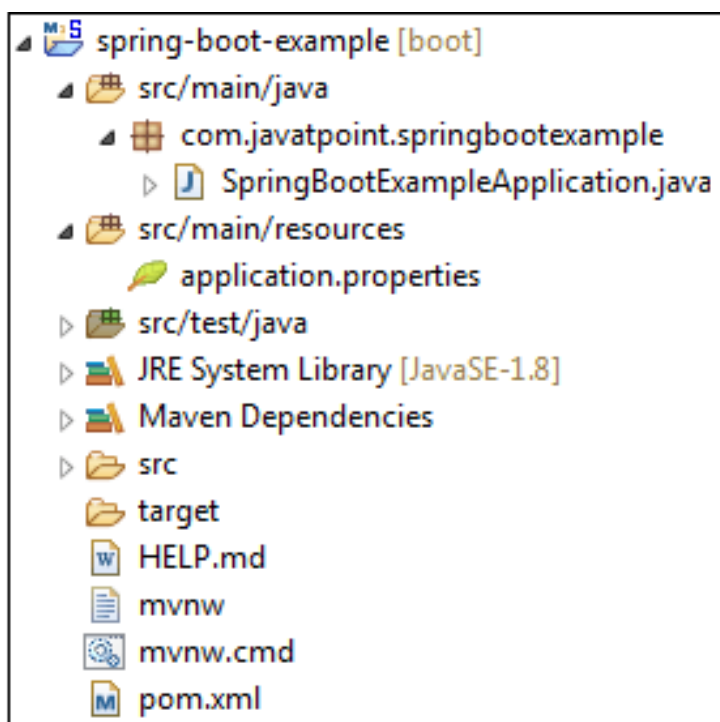 spring-boot-example [boot]
src/main/java
com.javatpoint.springbootexample
SpringBootExampleApplication.java
src/main/resources
application.properties
src/test/java
JRE System Library [JavaSE-1.8]
Maven Dependencies
src
target
HELP.md
mvnw
mvnw.cmd
pom.xml